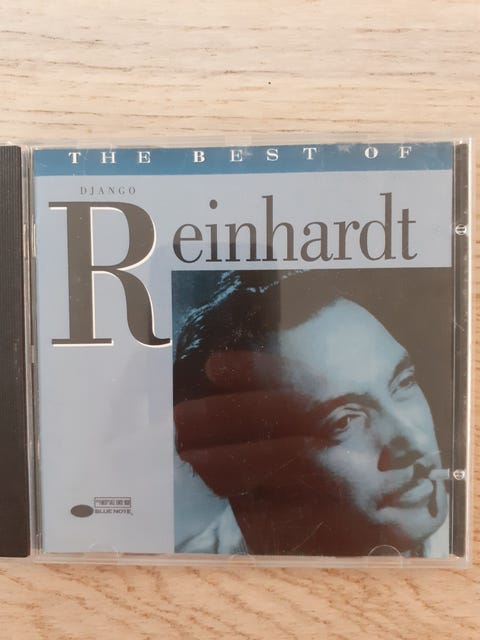 THE BEST OF
DJANGO
Reinhardt
BLUE NOTE